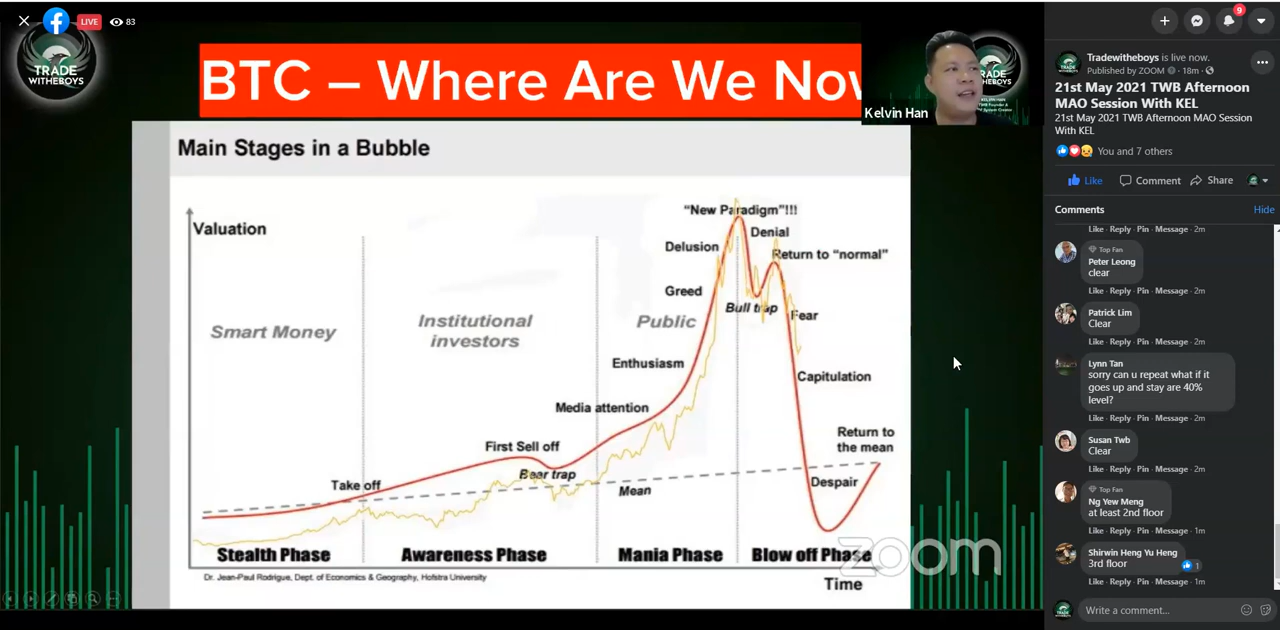 LIVE
83
TRADE
WITHEBOYS
BTC – Where Are We Now
Kelvin Han
Main Stages in a Bubble
Valuation
"New Paradigm"!!!
Denial
Delusion
Return to "normal"
Greed
Bull trap
Fear
Smart Money
Institutional
investors
Public
Enthusiasm
Capitulation
Media attention
First Sell off
Return to
the mean
Bear trap
Take off
Mean
Despair
Stealth Phase
Awareness Phase
Mania Phase
Blow off Phase
zoom
Dr. Jean-Paul Rodrigue, Dept. of Economics & Geography, Hofstra University
Time
9
Tradewitheboys is live now.
Published by ZOOM · 18m ·
21st May 2021 TWB Afternoon
MAO Session With KEL
21st May 2021 TWB Afternoon MAO Session
With KEL
You and 7 others
Like
Comment
Share
Comments
Hide
Like · Reply · Pin · Message · 2m
Top Fan
Peter Leong
clear
Like · Reply · Pin · Message · 2m
Patrick Lim
Clear
Like · Reply · Pin · Message · 2m
Lynn Tan
sorry can u repeat what if it
goes up and stay are 40%
level?
Like · Reply · Pin · Message · 2m
Susan Twb
Clear
Like · Reply · Pin · Message · 2m
Top Fan
Ng Yew Meng
at least 2nd floor
Like · Reply · Pin · Message · 1m
Shirwin Heng Yu Heng
3rd floor
1
Like · Reply · Pin · Message · 1m
Write a comment...